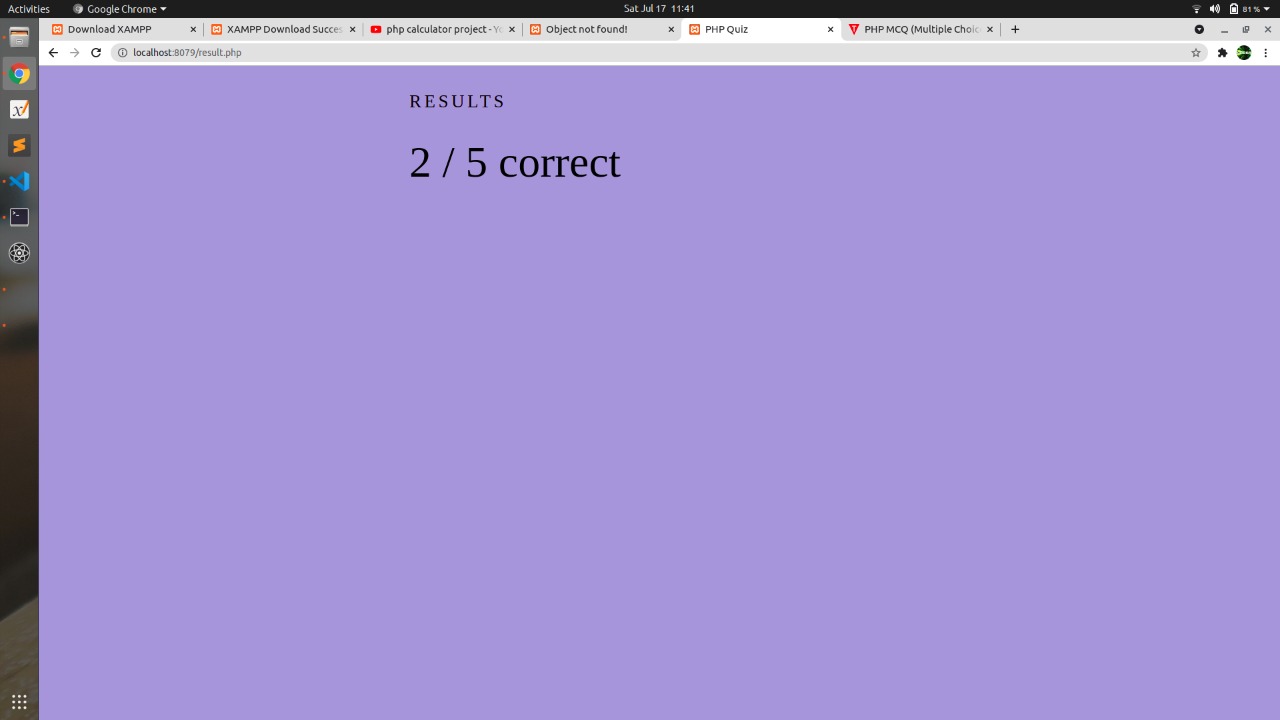 Activities Google Chrome Sat Jul 17 11:41 81 %
Download XAMPP XAMPP Download Succes php calculator project - Yo Object not found! PHP Quiz PHP MCQ (Multiple Choic
localhost:8079/result.php
RESULTS
2 / 5 correct